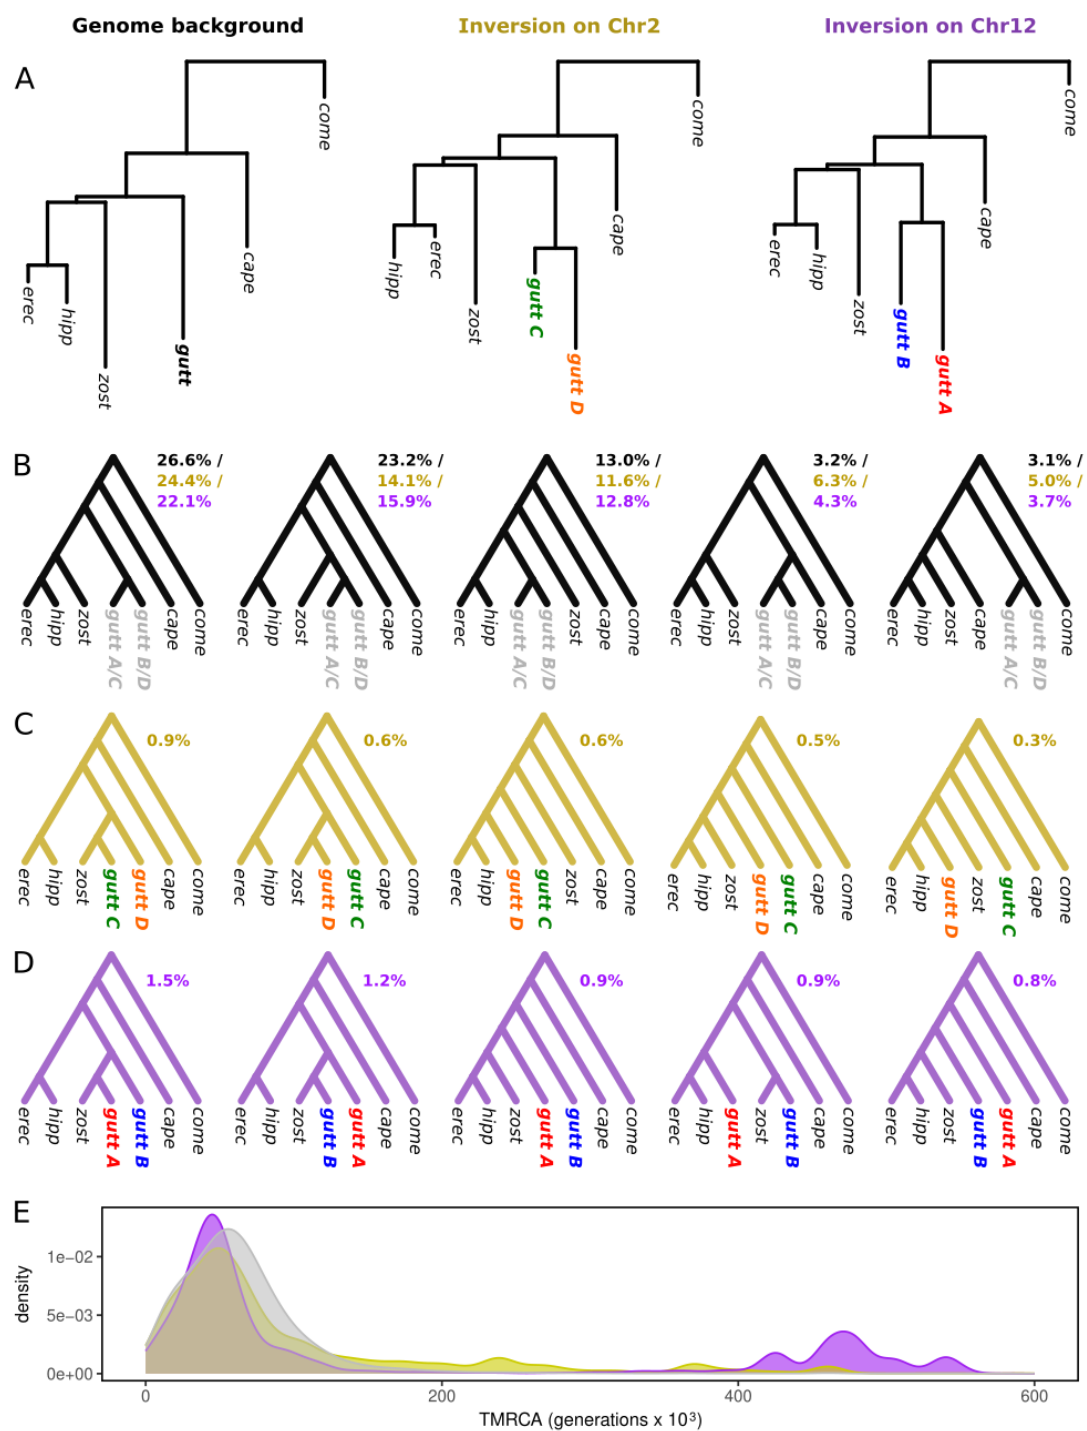 Genome background Inversion on Chr2 Inversion on Chr12
A
come come come
cape cape cape
erec hipp zost gutt
hipp erec zost gutt C gutt D
erec hipp zost gutt B gutt A
B
26.6% / 23.2% / 13.0% / 3.2% / 3.1% /
24.4% / 14.1% / 11.6% / 6.3% / 5.0% /
22.1% 15.9% 12.8% 4.3% 3.7%
erec hipp zost gutt A/C gutt B/D cape come
erec hipp zost gutt A/C gutt B/D cape come
erec hipp gutt A/C gutt B/D zost cape come
erec hipp zost gutt A/C gutt B/D cape come
erec hipp zost cape gutt A/C gutt B/D come
C
0.9% 0.6% 0.6% 0.5% 0.3%
erec hipp zost gutt C gutt D cape come
erec hipp zost gutt D gutt C cape come
erec hipp gutt D gutt C zost cape come
erec hipp zost gutt D gutt C cape come
erec hipp gutt D zost gutt C cape come
D
1.5% 1.2% 0.9% 0.9% 0.8%
erec hipp zost gutt A gutt B cape come
erec hipp zost gutt B gutt A cape come
erec hipp zost gutt A gutt B cape come
erec hipp gutt A zost gutt B cape come
erec hipp zost gutt B gutt A cape come
E
density
1e−02
5e−03
0e+00
0 200 400 600
TMRCA (generations x 10³)